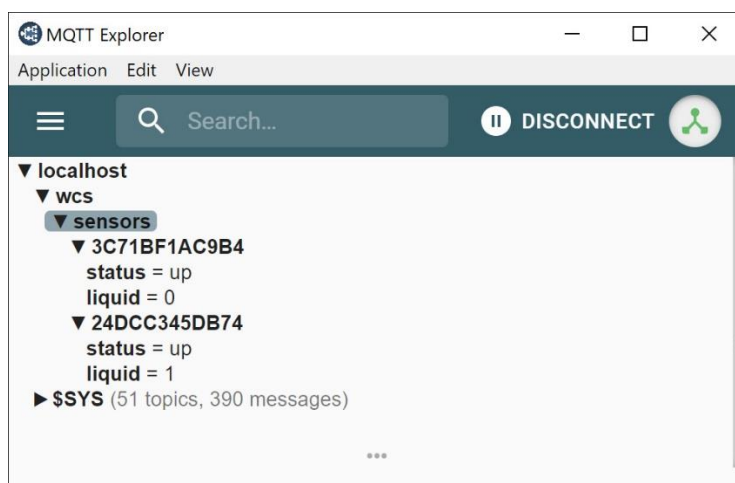 MQTT Explorer
Application Edit View
Search...
DISCONNECT
▼ localhost
▼ wcs
▼ sensors
▼ 3C71BF1AC9B4
status = up
liquid = 0
▼ 24DCC345DB74
status = up
liquid = 1
▶ $SYS (51 topics, 390 messages)